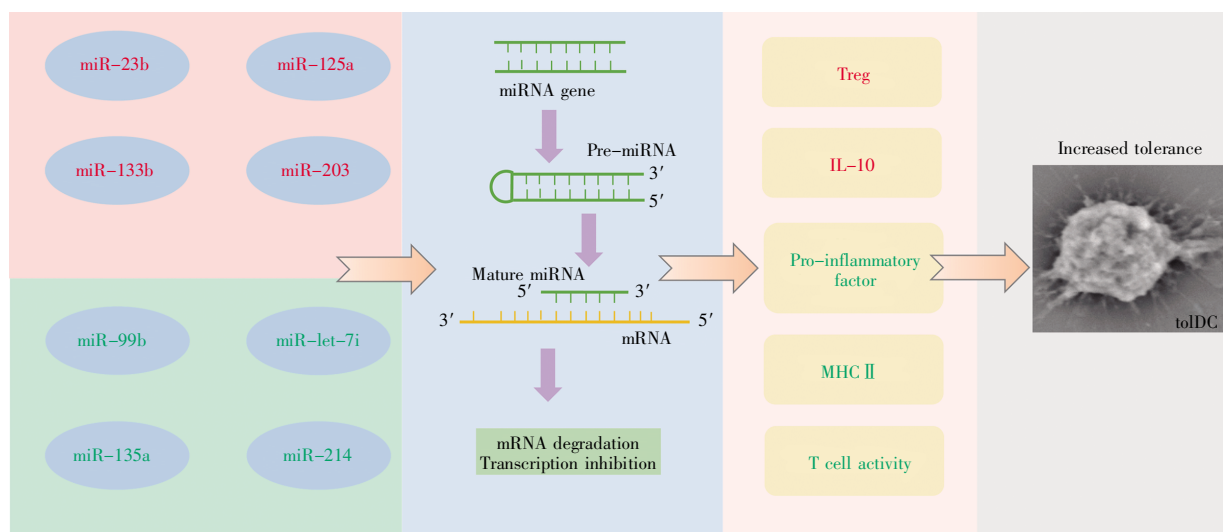 miR-23b
miR-125a
miR-133b
miR-203
miR-99b
miR-let-7i
miR-135a
miR-214
miRNA gene
Pre-miRNA
3′
5′
Mature miRNA
5′
3′
3′
5′
mRNA
mRNA degradation
Transcription inhibition
Treg
IL-10
Pro-inflammatory
factor
MHC Ⅱ
T cell activity
Increased tolerance
tolDC